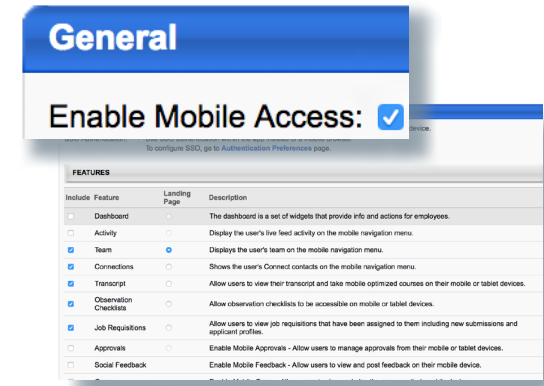 General
Enable Mobile Access:
device.
To configure SSO, go to Authentication Preferences page.
FEATURES
Include Feature Landing Page Description
Dashboard The dashboard is a set of widgets that provide info and actions for employees.
Activity Display the user's live feed activity on the mobile navigation menu.
Team Displays the user's team on the mobile navigation menu.
Connections Shows the user's Connect contacts on the mobile navigation menu.
Transcript Allow users to view their transcript and take mobile optimized courses on their mobile or tablet devices.
Observation
Checklists Allow observation checklists to be accessible on mobile or tablet devices.
Job Requisitions Allow users to view job requisitions that have been assigned to them including new submissions and
applicant profiles.
Approvals Enable Mobile Approvals - Allow users to manage approvals from their mobile or tablet devices.
Social Feedback Enable Mobile Feedback - Allow users to view and post feedback on their mobile device.